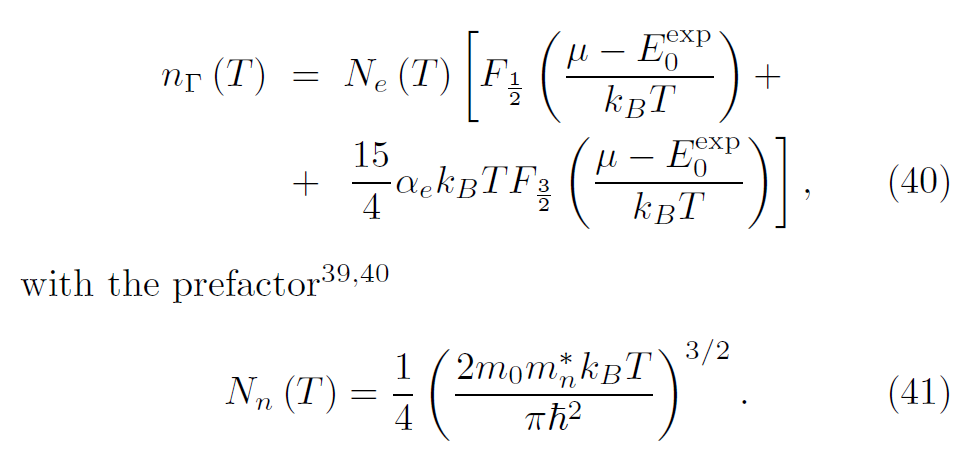 n_Γ (T) = N_e (T) [ F_{1/2} ( (μ − E_0^{exp}) / (k_B T) ) +
+ (15/4) α_e k_B T F_{3/2} ( (μ − E_0^{exp}) / (k_B T) ) ] , (40)
with the prefactor^{39,40}
N_n (T) = (1/4) ( (2 m_0 m_n^* k_B T) / (π ħ^2) )^{3/2} . (41)